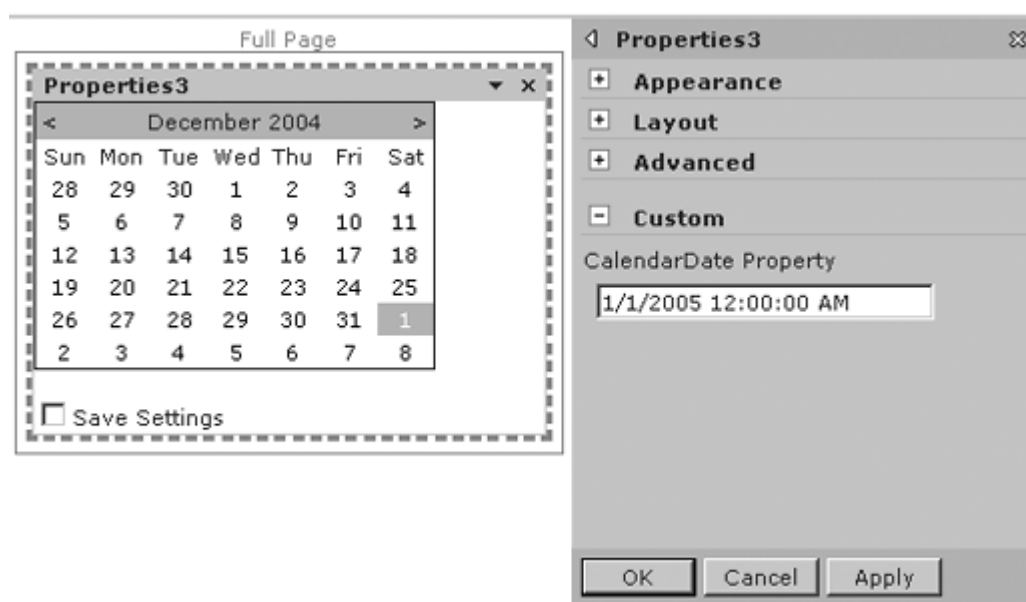 Full Page
Properties3
< December 2004 >
Sun Mon Tue Wed Thu Fri Sat
28 29 30 1 2 3 4
5 6 7 8 9 10 11
12 13 14 15 16 17 18
19 20 21 22 23 24 25
26 27 28 29 30 31 1
2 3 4 5 6 7 8
Save Settings
Properties3
Appearance
Layout
Advanced
Custom
CalendarDate Property
1/1/2005 12:00:00 AM
OK Cancel Apply